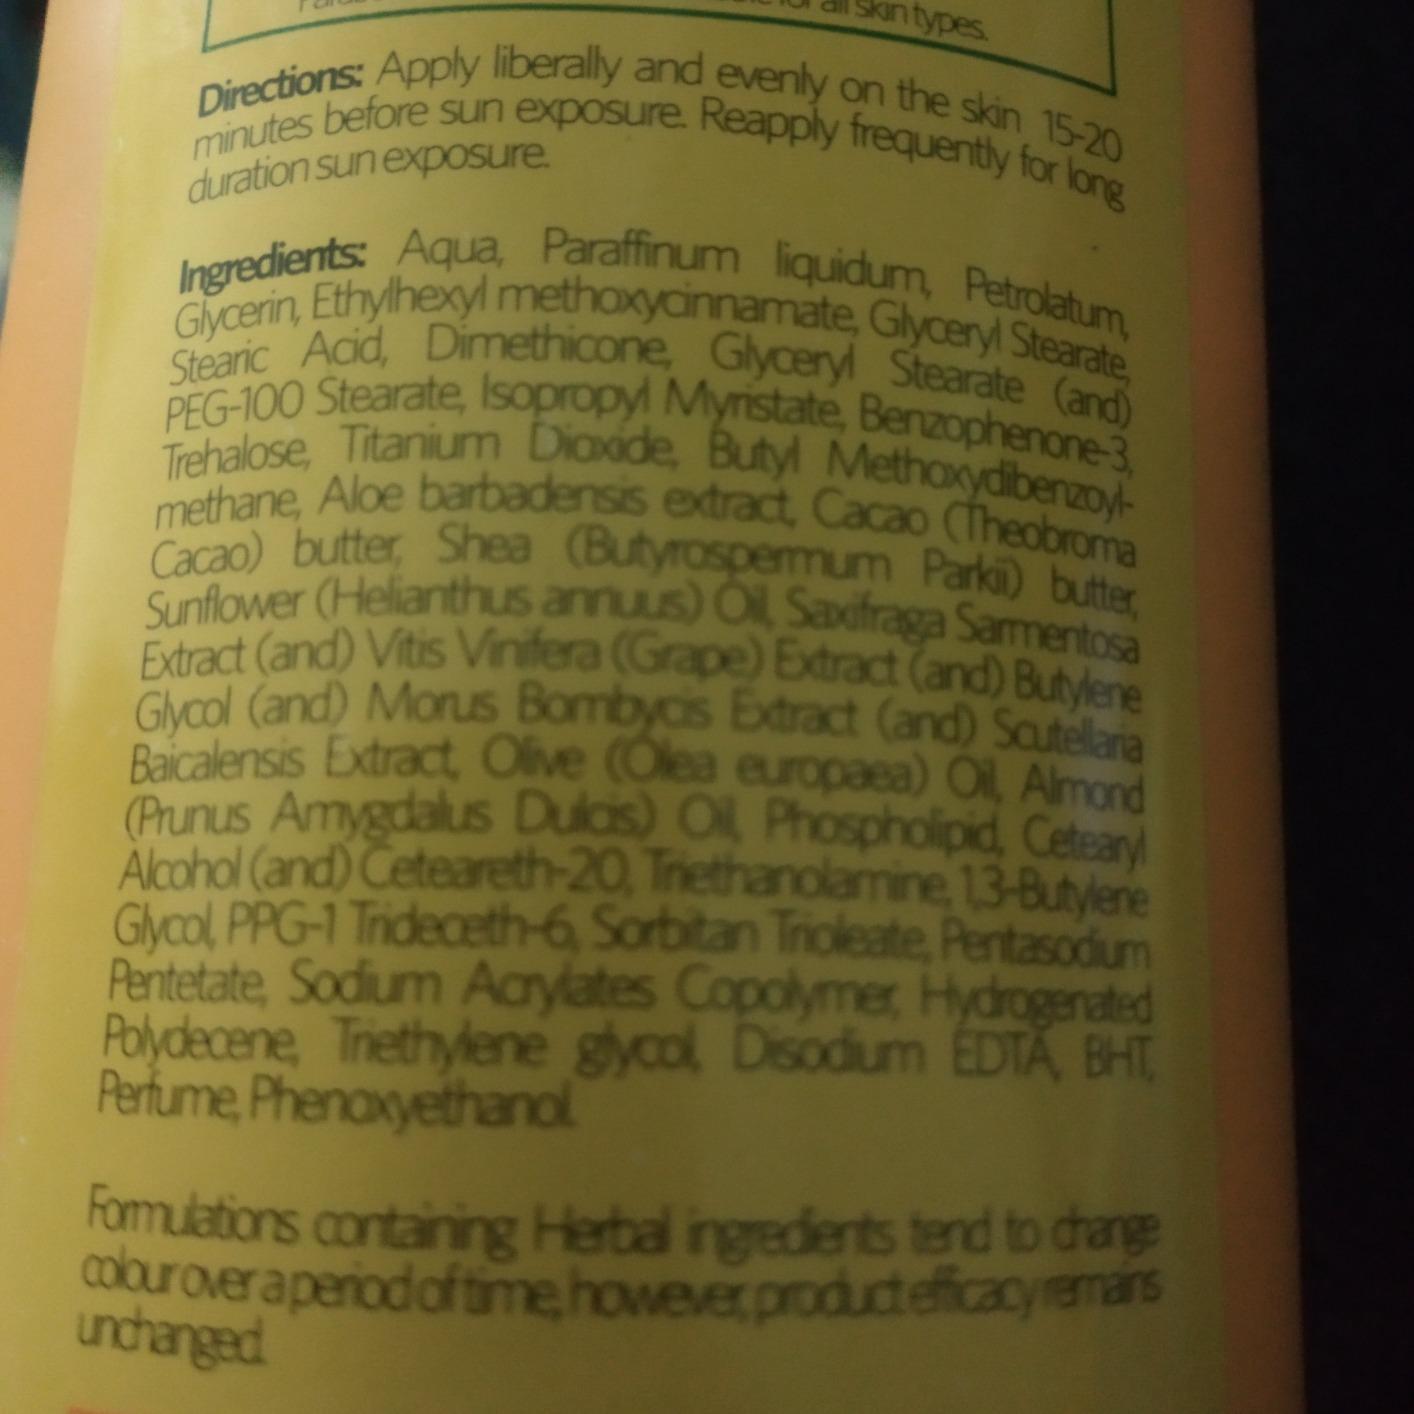 for all skin types.
Directions: Apply liberally and evenly on the skin 15-20
minutes before sun exposure. Reapply frequently for long
duration sun exposure.
Ingredients: Aqua, Paraffinum liquidum, Petrolatum,
Glycerin, Ethylhexyl methoxycinnamate, Glyceryl Stearate,
Stearic Acid, Dimethicone, Glyceryl Stearate (and)
PEG-100 Stearate, Isopropyl Myristate, Benzophenone-3,
Trehalose, Titanium Dioxide, Butyl Methoxydibenzoyl-
methane, Aloe barbadensis extract, Cacao (Theobroma
Cacao) butter, Shea (Butyrospermum Parkii) butter,
Sunflower (Helianthus annuus) Oil, Saxifraga Sarmentosa
Extract (and) Vitis Vinifera (Grape) Extract (and) Butylene
Glycol (and) Morus Bombycis Extract (and) Scutellaria
Baicalensis Extract, Olive (Olea europaea) Oil, Almond
(Prunus Amygdalus Dulcis) Oil, Phospholipid, Cetearyl
Alcohol (and) Ceteareth-20, Triethanolamine, 1,3-Butylene
Glycol, PPG-1 Trideceth-6, Sorbitan Trioleate, Pentasodium
Pentetate, Sodium Acrylates Copolymer, Hydrogenated
Polydecene, Triethylene glycol, Disodium EDTA, BHT,
Perfume, Phenoxyethanol.
Formulations containing Herbal ingredients tend to change
colour over a period of time, however, product efficacy remains
unchanged.